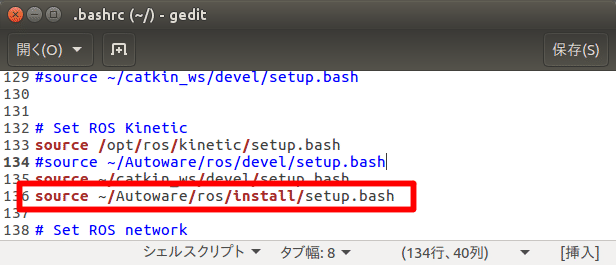 .bashrc (~/) - gedit
開く(O)
保存(S)
129 #source ~/catkin_ws/devel/setup.bash
130
131
132 # Set ROS Kinetic
133 source /opt/ros/kinetic/setup.bash
134 #source ~/Autoware/ros/devel/setup.bash
135 source ~/catkin_ws/devel/setup.bash
136 source ~/Autoware/ros/install/setup.bash
137
138 # Set ROS network
シェルスクリプト タブ幅: 8 (134行、40列) [挿入]